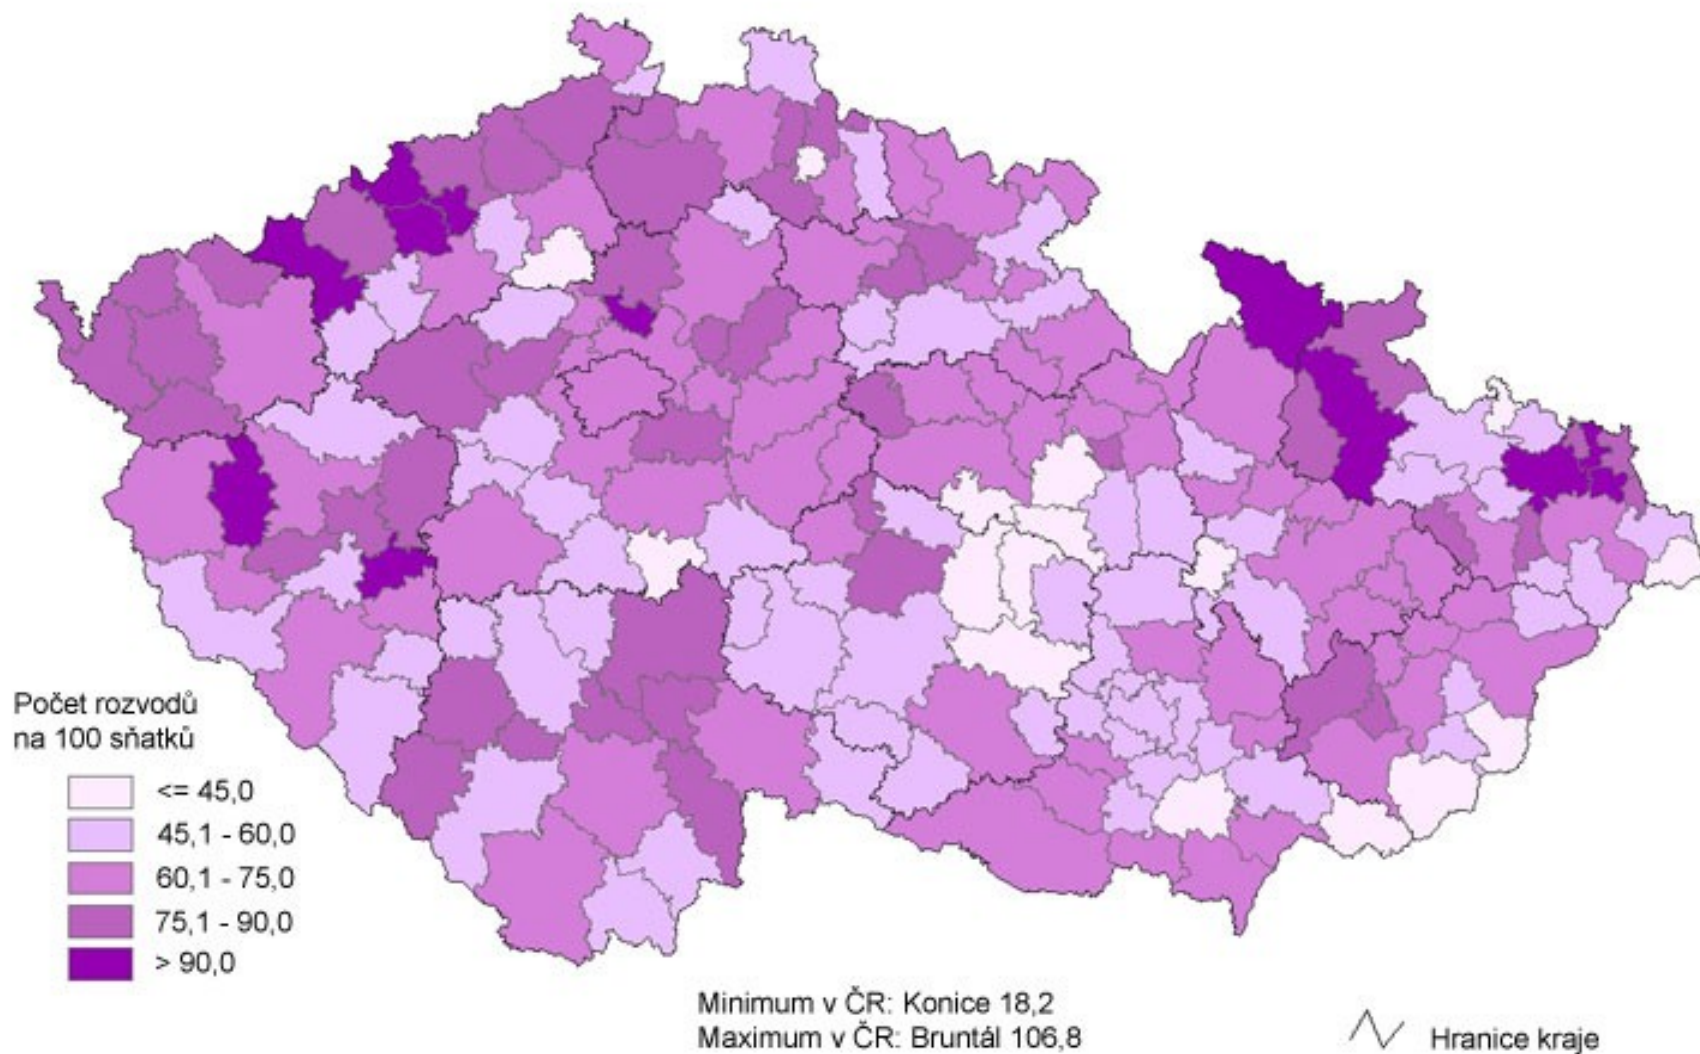 Počet rozvodů
na 100 sňatků
<= 45,0
45,1 - 60,0
60,1 - 75,0
75,1 - 90,0
> 90,0
Minimum v ČR: Konice 18,2
Maximum v ČR: Bruntál 106,8
Hranice kraje